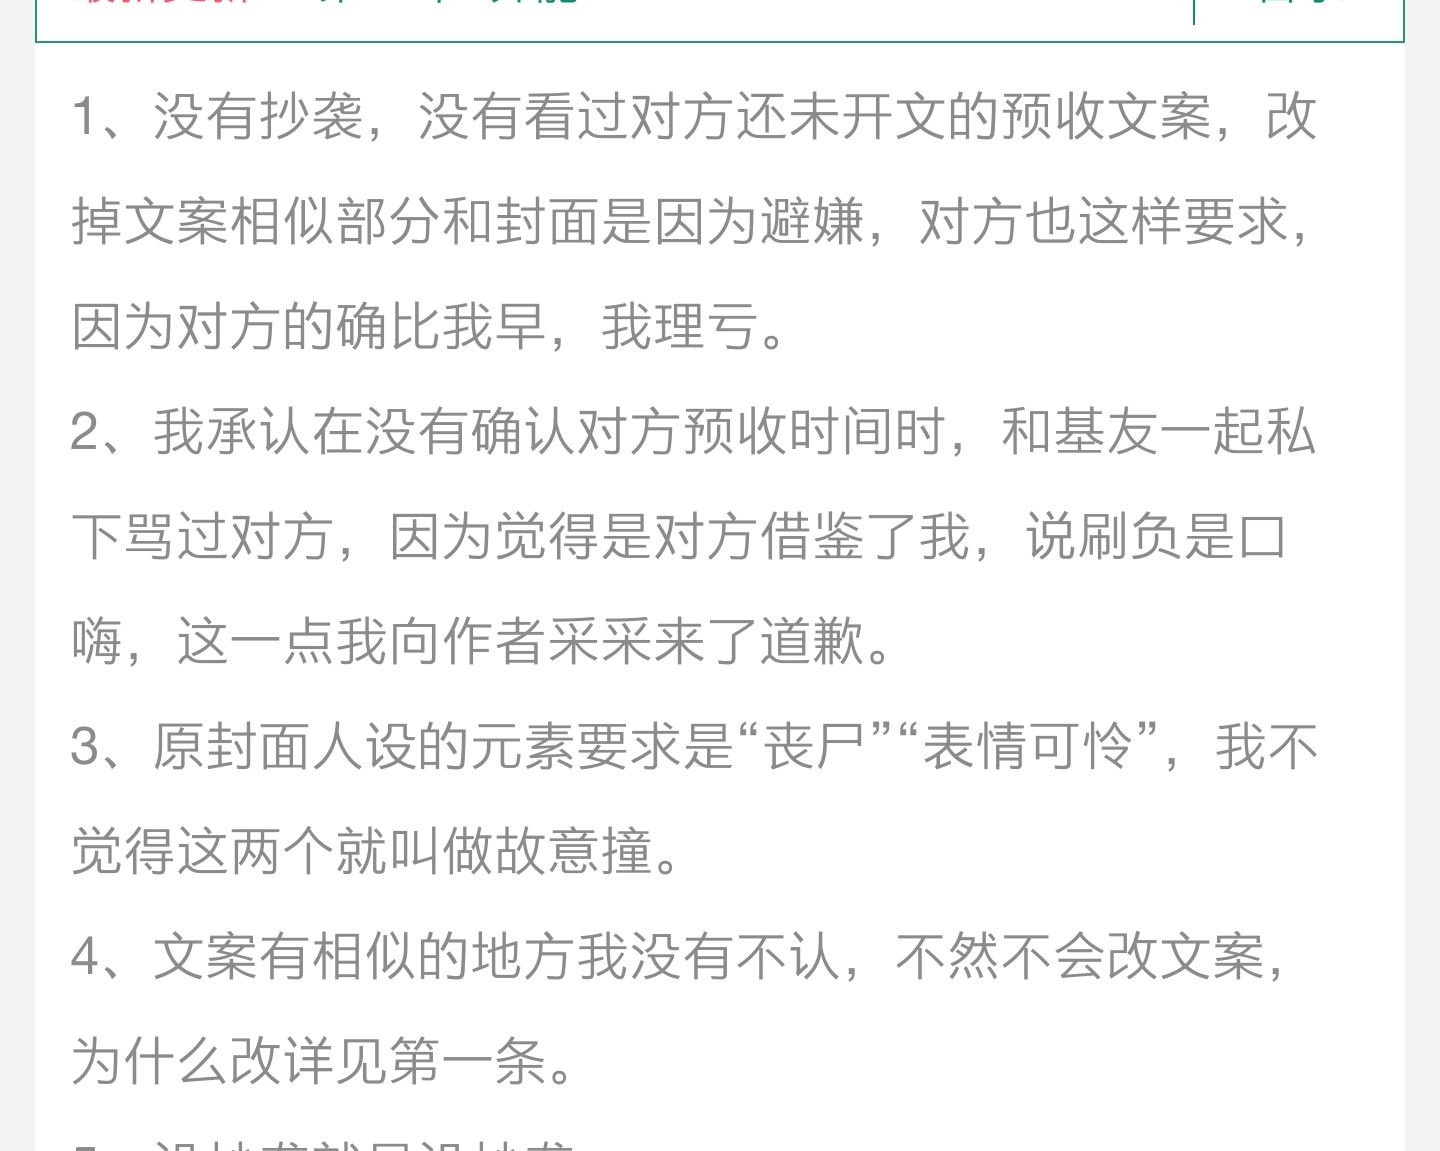 1、没有抄袭，没有看过对方还未开文的预收文案，改
掉文案相似部分和封面是因为避嫌，对方也这样要求，
因为对方的确比我早，我理亏。
2、我承认在没有确认对方预收时间时，和基友一起私
下骂过对方，因为觉得是对方借鉴了我，说刷负是口
嗨，这一点我向作者采采来了道歉。
3、原封面人设的元素要求是“丧尸”“表情可怜”，我不
觉得这两个就叫做故意撞。
4、文案有相似的地方我没有不认，不然不会改文案，
为什么改详见第一条。